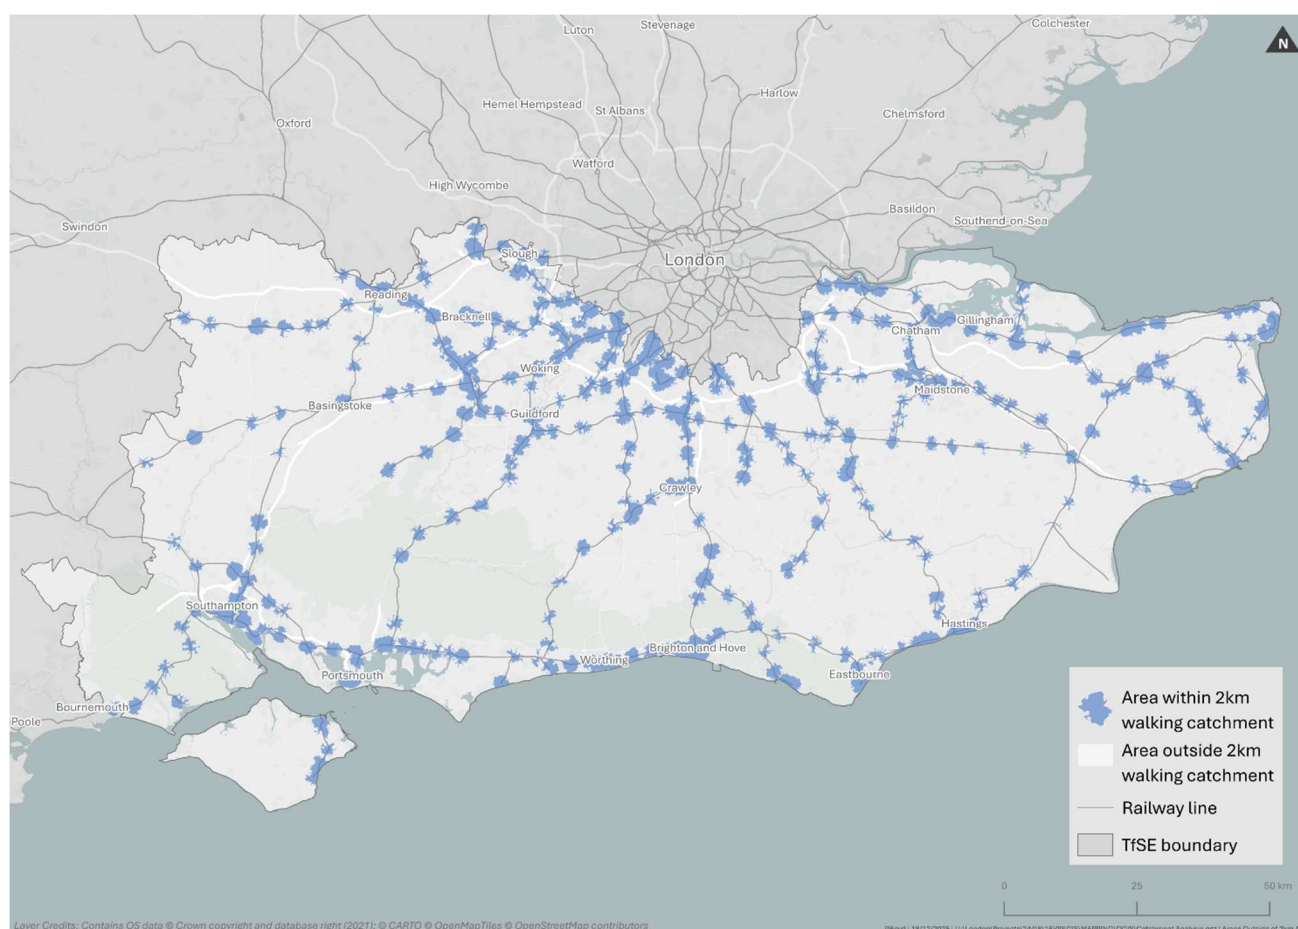 Colchester
Stevenage
Luton
N
Harlow
Hemel Hempstead
St Albans
Chelmsford
Oxford
Watford
High Wycombe
Basildon
Southend-on-Sea
Swindon
Slough
London
Reading
Bracknell
Gillingham
Chatham
Woking
Maidstone
Basingstoke
Guildford
Crawley
Southampton
Hastings
Brighton and Hove
Worthing
Portsmouth
Eastbourne
Bournemouth
Poole
Area within 2km
walking catchment
Area outside 2km
walking catchment
Railway line
TfSE boundary
0 25 50 km
Layer Credits: Contains OS data © Crown copyright and database right (2021); © CARTO © OpenMapTiles © OpenStreetMap contributors